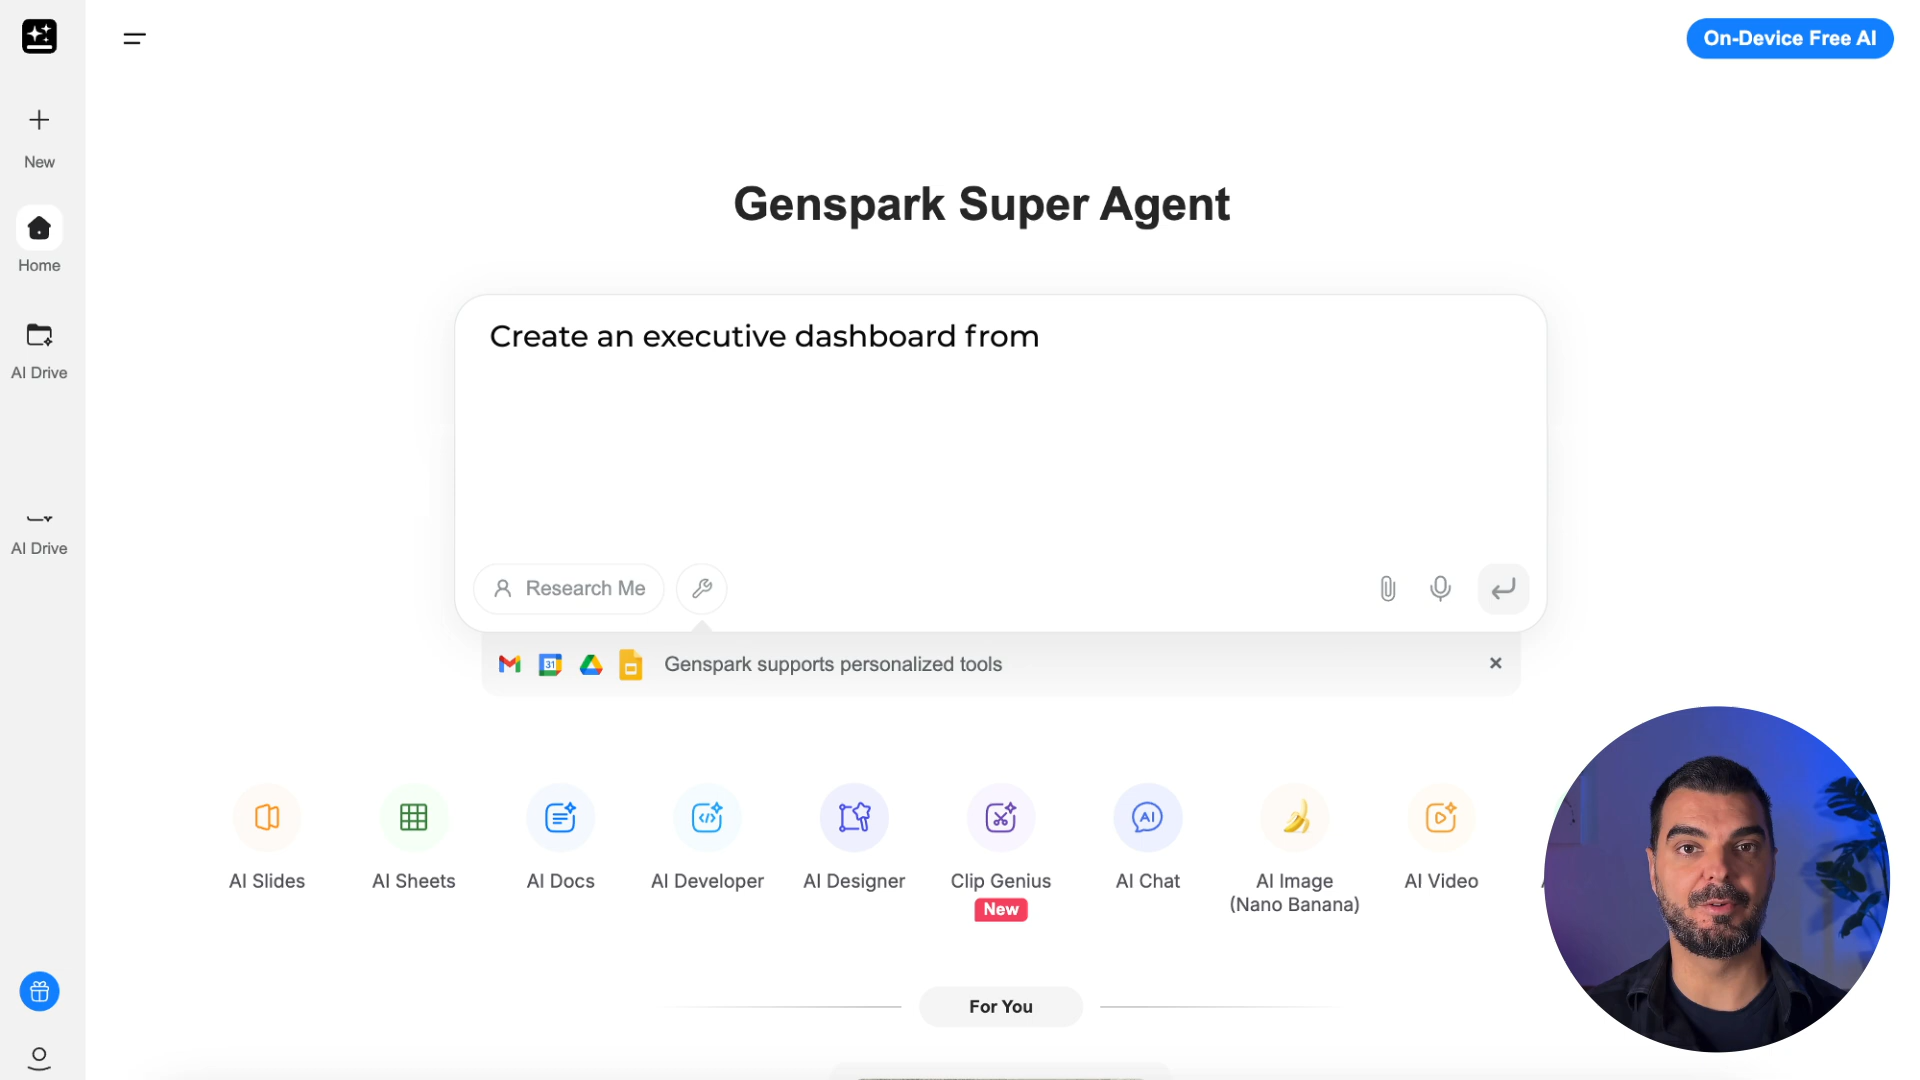 On-Device Free AI
New
Home
AI Drive
AI Drive
Genspark Super Agent
Create an executive dashboard from
Research Me
31
Genspark supports personalized tools
AI Slides
AI Sheets
AI Docs
AI Developer
AI Designer
Clip Genius
New
AI
AI Chat
AI Image
(Nano Banana)
AI Video
For You